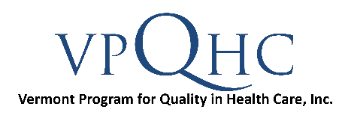 VPQHC
Vermont Program for Quality in Health Care, Inc.